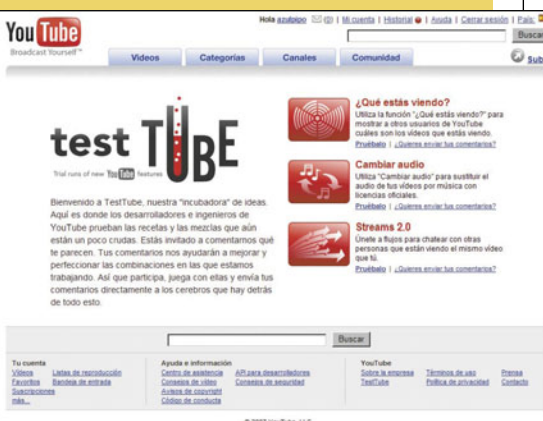 Hola azulpipo (0) | Mi cuenta | Historial | Ayuda | Cerrar sesión | País:
You Tube
Broadcast Yourself™
Buscar
Videos Categorías Canales Comunidad
test TUBE
Trial runs of new YouTube features
Bienvenido a TestTube, nuestra "incubadora" de ideas.
Aquí es donde los desarrolladores e ingenieros de
YouTube prueban las recetas y las mezclas que aún
están un poco crudas. Estás invitado a comentarnos qué
te parecen. Tus comentarios nos ayudarán a mejorar y
perfeccionar las combinaciones en las que estamos
trabajando. Así que participa, juega con ellas y envía tus
comentarios directamente a los cerebros que hay detrás
de todo esto.
¿Qué estás viendo?
Utiliza la función "¿Qué estás viendo?" para
mostrar a otros usuarios de YouTube
cuáles son los vídeos que estás viendo.
Pruébalo | ¿Quieres enviar tus comentarios?
Cambiar audio
Utiliza "Cambiar audio" para sustituir el
audio de tus vídeos por música con
licencias oficiales.
Pruébalo | ¿Quieres enviar tus comentarios?
Streams 2.0
Únete a flujos para chatear con otras
personas que están viendo el mismo vídeo
que tú.
Pruébalo | ¿Quieres enviar tus comentarios?
Buscar
Tu cuenta
Vídeos Listas de reproducción
Favoritos Bandeja de entrada
Suscripciones
más...
Ayuda e información
Centro de asistencia API para desarrolladores
Consejos de vídeo Consejos de seguridad
Avisos de copyright
Código de conducta
YouTube
Sobre la empresa Términos de uso Prensa
TestTube Política de privacidad Contacto